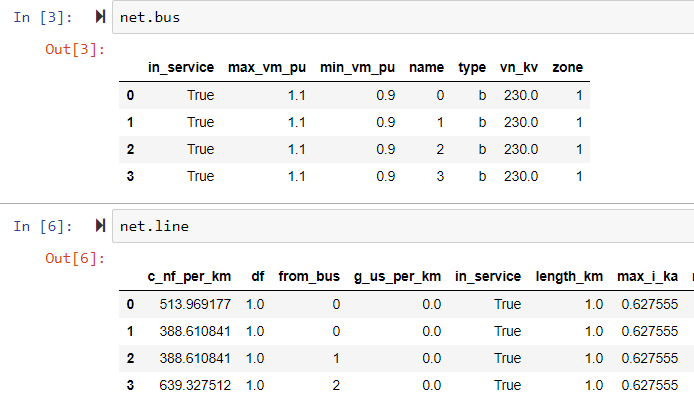 In [3]: net.bus
Out[3]:
in_service max_vm_pu min_vm_pu name type vn_kv zone
0 True 1.1 0.9 0 b 230.0 1
1 True 1.1 0.9 1 b 230.0 1
2 True 1.1 0.9 2 b 230.0 1
3 True 1.1 0.9 3 b 230.0 1
In [6]: net.line
Out[6]:
c_nf_per_km df from_bus g_us_per_km in_service length_km max_i_ka
0 513.969177 1.0 0 0.0 True 1.0 0.627555
1 388.610841 1.0 0 0.0 True 1.0 0.627555
2 388.610841 1.0 1 0.0 True 1.0 0.627555
3 639.327512 1.0 2 0.0 True 1.0 0.627555